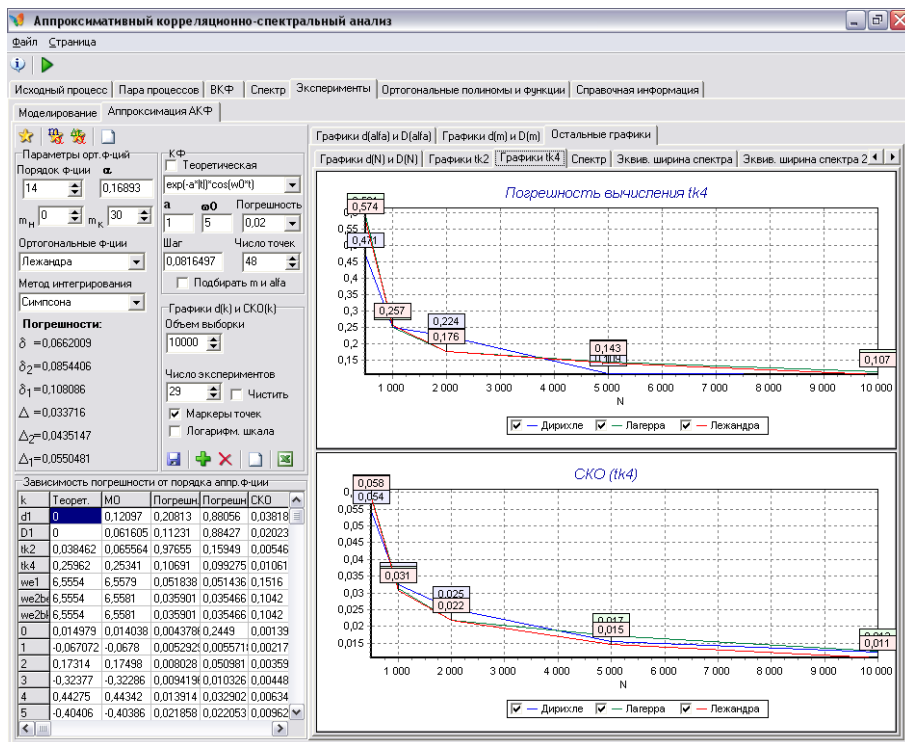 Аппроксимативный корреляционно-спектральный анализ
Файл Страница
Исходный процесс Пара процессов ВКФ Спектр Эксперименты Ортогональные полиномы и функции Справочная информация
Моделирование Аппроксимация АКФ
Параметры орт.ф-ций
Порядок ф-ции α
14 0,16893
mн 0 mк 30
Ортогональные ф-ции
Лежандра
Метод интегрирования
Симпсона
Погрешности:
δ =0,0662009
δ2=0,0854406
δ1=0,108086
Δ =0,033716
Δ2=0,0435147
Δ1=0,0550481
КФ
Теоретическая
exp(-a*|t|)*cos(w0*t)
a ω0 Погрешность
1 5 0,02
Шаг Число точек
0,0816497 48
Подбирать m и alfa
Графики d(k) и СКО(k)
Объем выборки
10000
Число экспериментов
29 Чистить
Маркеры точек
Логарифм. шкала
Зависимость погрешности от порядка аппр.ф-ции
k Теорет. МО Погрешн. Погрешн СКО
d1 0 0,12097 0,20813 0,88056 0,03818
D1 0 0,061605 0,11231 0,88427 0,02023
tk2 0,038462 0,065564 0,97655 0,15949 0,00546
tk4 0,25962 0,25341 0,10691 0,099275 0,01061
we1 6,5554 6,5579 0,051838 0,051436 0,1516
we2be 6,5554 6,5581 0,035901 0,035466 0,1042
we2bl 6,5554 6,5581 0,035901 0,035466 0,1042
0 0,014979 0,014038 0,0043786 0,2449 0,00139
1 -0,067072 -0,0678 0,0052929 0,0055718 0,00217
2 0,17314 0,17498 0,008028 0,050981 0,00359
3 -0,32377 -0,32286 0,0094196 0,010326 0,00448
4 0,44275 0,44342 0,013914 0,032902 0,00634
5 -0,40406 -0,40386 0,021858 0,022053 0,00962
Графики d(alfa) и D(alfa) Графики d(m) и D(m) Остальные графики
Графики d(N) и D(N) Графики tk2 Графики tk4 Спектр Эквив. ширина спектра Эквив. ширина спектра 2
Погрешность вычисления tk4
0,574
0,55
0,5
0,471
0,45
0,4
0,35
0,3
0,257
0,25
0,224
0,2
0,176
0,15
0,143
0,107
1 000 2 000 3 000 4 000 5 000 6 000 7 000 8 000 9 000 10 000
N
Дирихле Лагерра Лежандра
СКО (tk4)
0,058
0,055
0,054
0,05
0,045
0,04
0,035
0,031
0,03
0,025
0,025
0,022
0,02
0,017
0,015
0,015
0,011
1 000 2 000 3 000 4 000 5 000 6 000 7 000 8 000 9 000 10 000
N
Дирихле Лагерра Лежандра